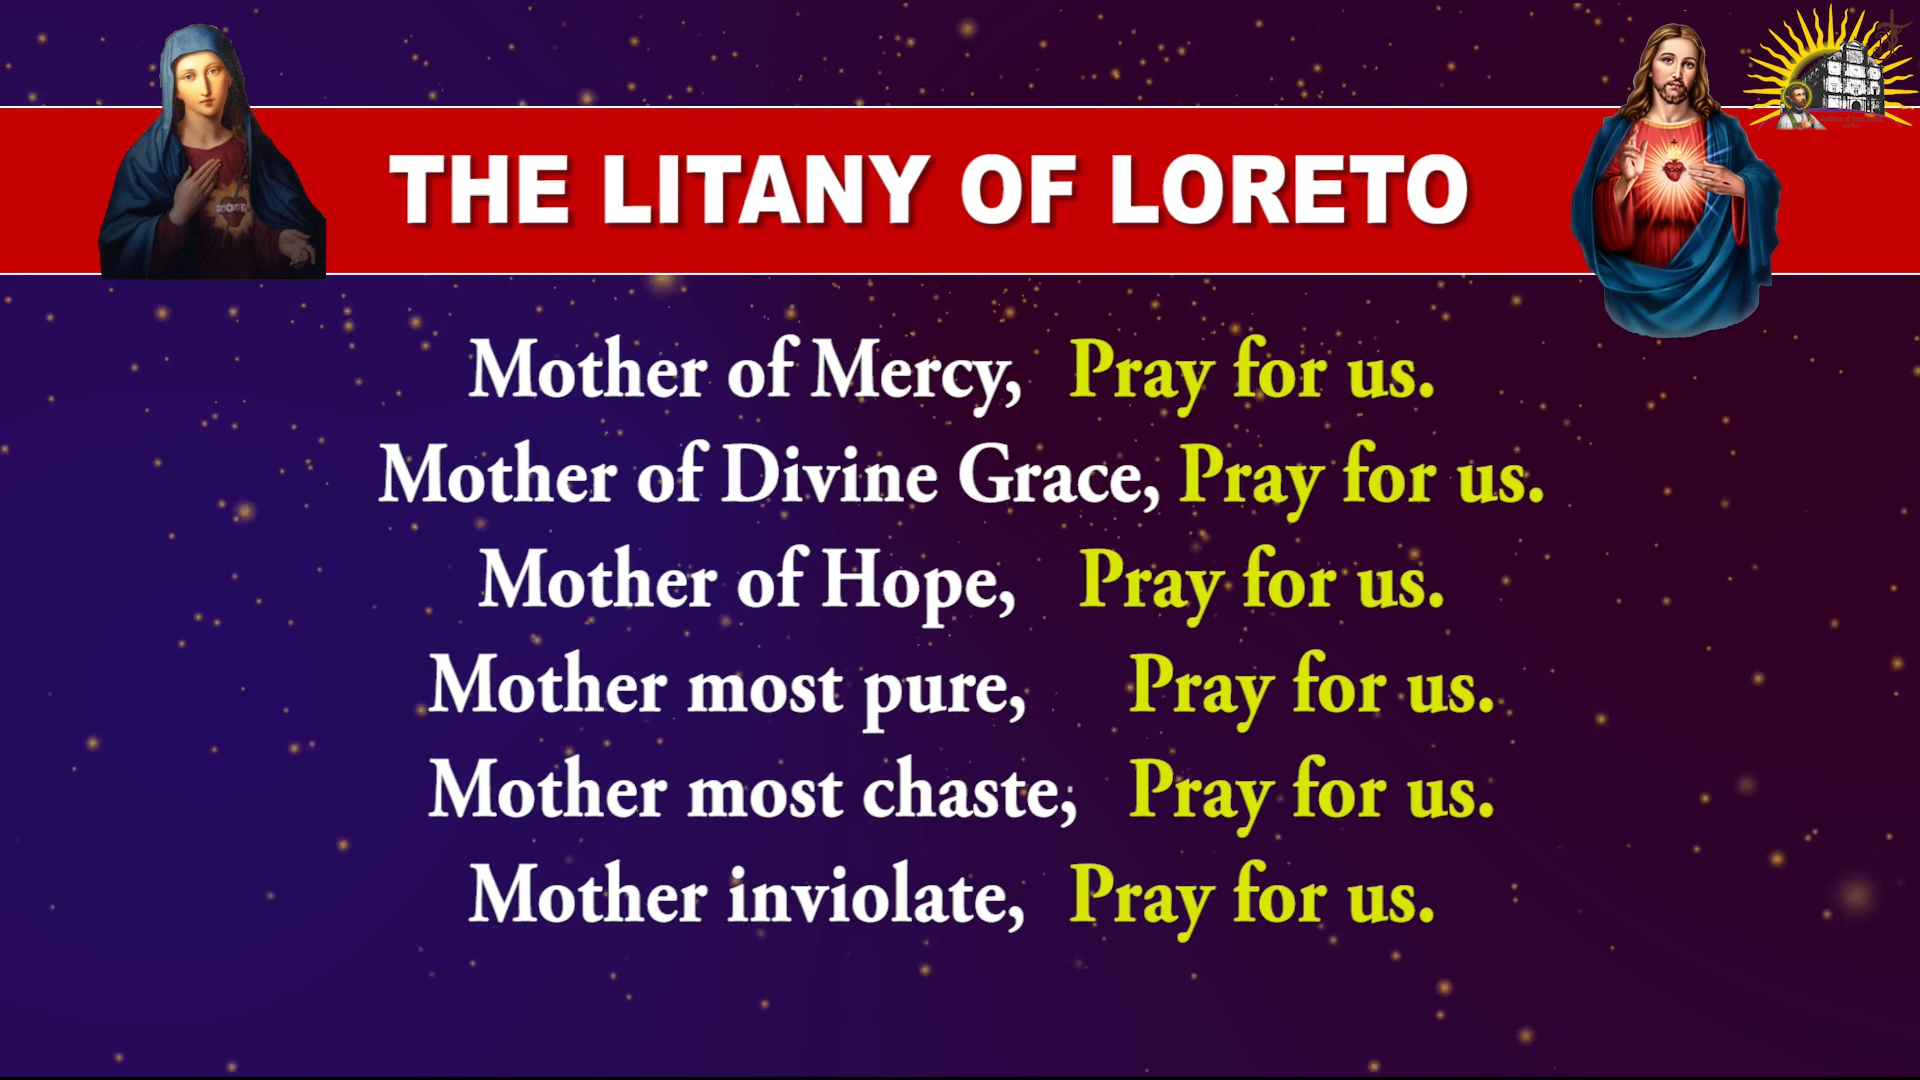 THE LITANY OF LORETO
Mother of Mercy, Pray for us.
Mother of Divine Grace, Pray for us.
Mother of Hope, Pray for us.
Mother most pure, Pray for us.
Mother most chaste, Pray for us.
Mother inviolate, Pray for us.